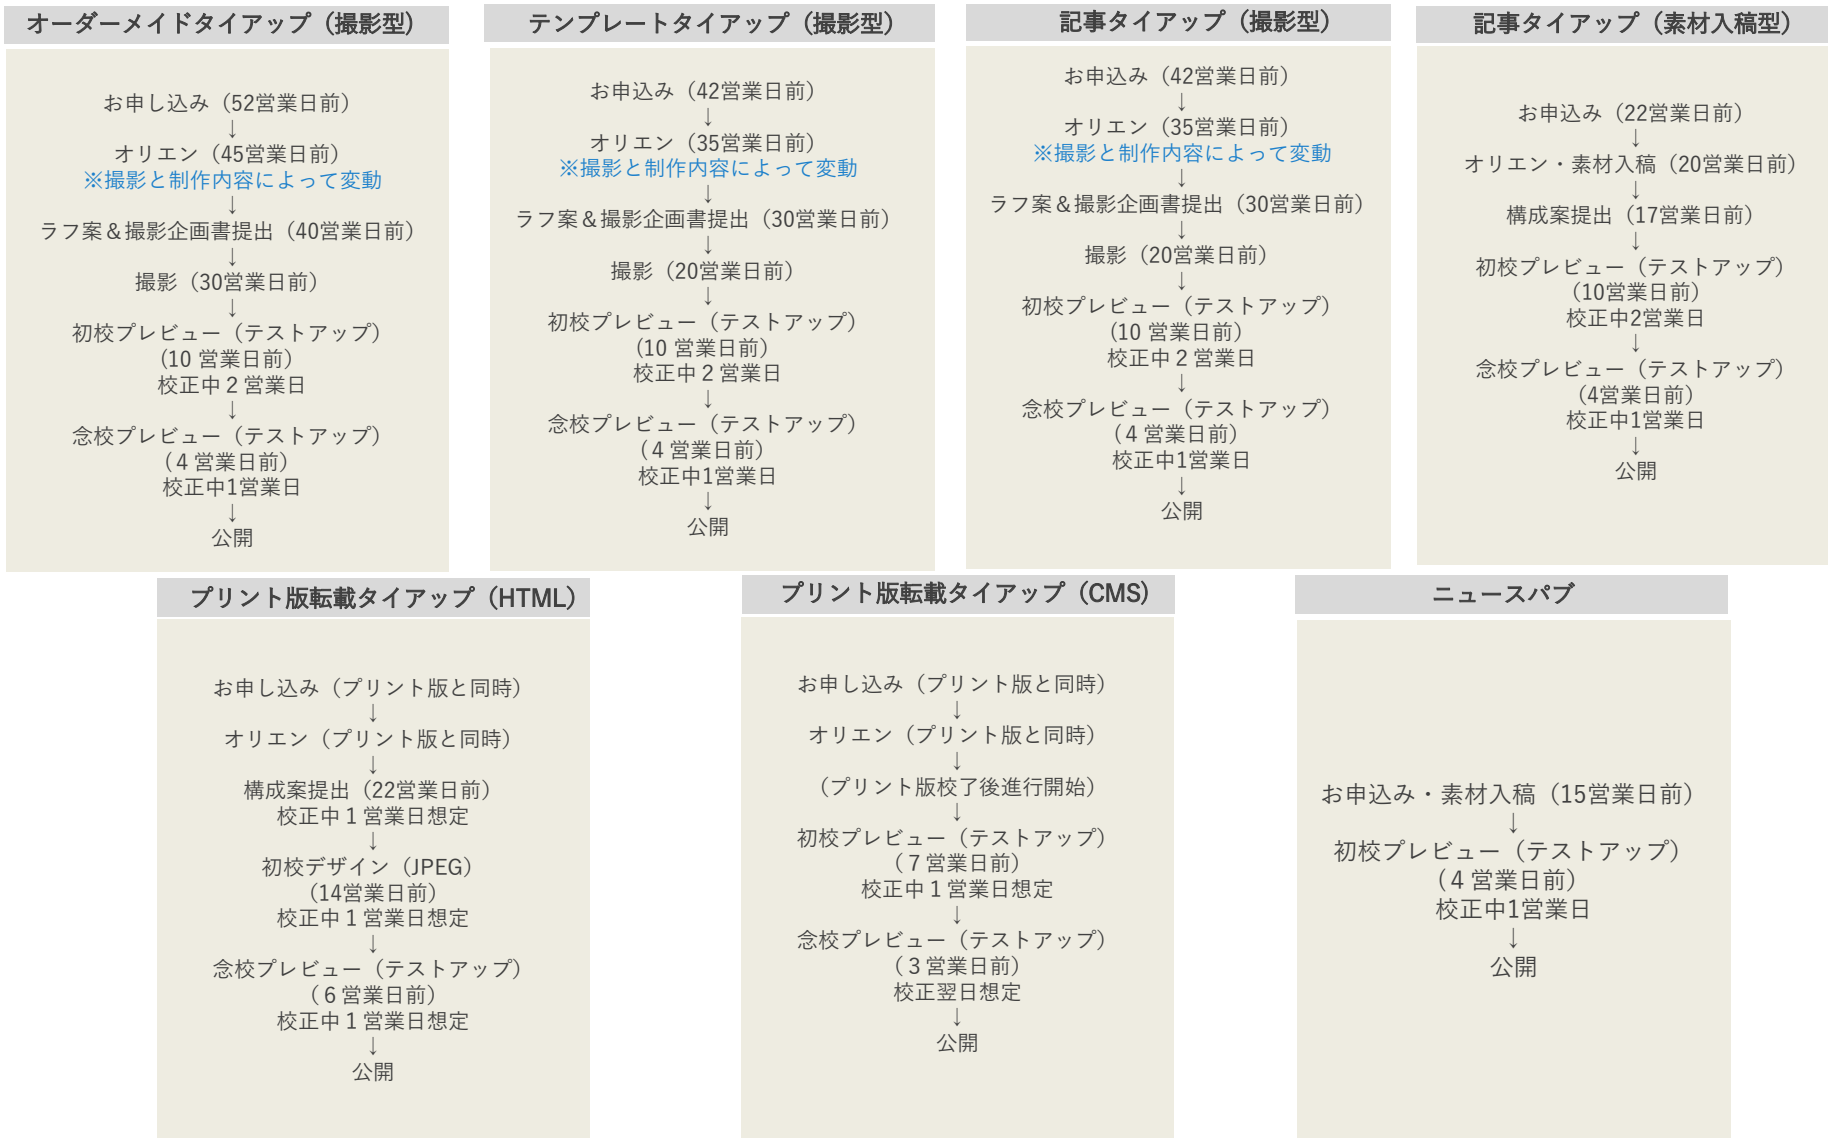 オーダーメイドタイアップ（撮影型）
お申し込み（52営業日前）
↓
オリエン（45営業日前）
※撮影と制作内容によって変動
↓
ラフ案＆撮影企画書提出（40営業日前）
↓
撮影（30営業日前）
↓
初校プレビュー（テストアップ）
(10 営業日前）
校正中２営業日
↓
念校プレビュー（テストアップ）
（４営業日前）
校正中1営業日
↓
公開
テンプレートタイアップ（撮影型）
お申込み（42営業日前）
↓
オリエン（35営業日前）
※撮影と制作内容によって変動
↓
ラフ案＆撮影企画書提出（30営業日前）
↓
撮影（20営業日前）
↓
初校プレビュー（テストアップ）
(10 営業日前）
校正中２営業日
↓
念校プレビュー（テストアップ）
（４営業日前）
校正中1営業日
↓
公開
記事タイアップ（撮影型）
お申込み（42営業日前）
↓
オリエン（35営業日前）
※撮影と制作内容によって変動
↓
ラフ案＆撮影企画書提出（30営業日前）
↓
撮影（20営業日前）
↓
初校プレビュー（テストアップ）
(10 営業日前）
校正中２営業日
↓
念校プレビュー（テストアップ）
（４営業日前）
校正中1営業日
↓
公開
記事タイアップ（素材入稿型）
お申込み（22営業日前）
↓
オリエン・素材入稿（20営業日前）
↓
構成案提出（17営業日前）
↓
初校プレビュー（テストアップ）
(10営業日前）
校正中2営業日
↓
念校プレビュー（テストアップ）
（4営業日前）
校正中1営業日
↓
公開
プリント版転載タイアップ（HTML）
お申し込み（プリント版と同時）
↓
オリエン（プリント版と同時）
↓
構成案提出（22営業日前）
校正中１営業日想定
↓
初校デザイン（JPEG）
(14営業日前）
校正中１営業日想定
↓
念校プレビュー（テストアップ）
（６営業日前）
校正中１営業日想定
↓
公開
プリント版転載タイアップ（CMS)
お申し込み（プリント版と同時）
↓
オリエン（プリント版と同時）
↓
（プリント版校了後進行開始）
↓
初校プレビュー（テストアップ）
（７営業日前）
校正中１営業日想定
↓
念校プレビュー（テストアップ）
（３営業日前）
校正翌日想定
↓
公開
ニュースパブ
お申込み・素材入稿（15営業日前）
↓
初校プレビュー（テストアップ）
（４営業日前）
校正中1営業日
↓
公開